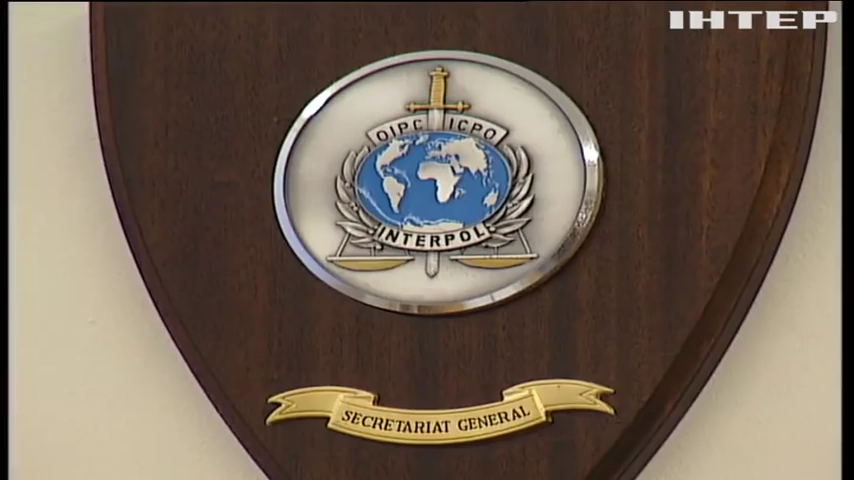 ІНТЕР
OIPC ICPO
INTERPOL
SECRETARIAT GENERAL